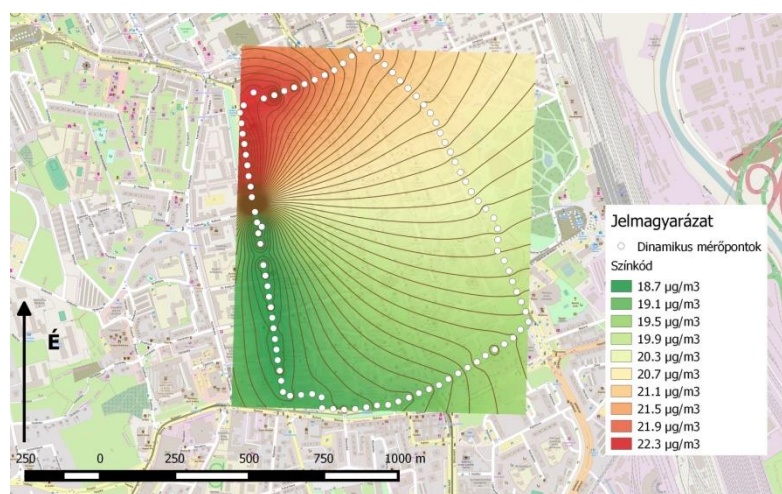 Jelmagyarázat
Dinamikus mérőpontok
Színkód
18.7 µg/m3
19.1 µg/m3
19.5 µg/m3
19.9 µg/m3
20.3 µg/m3
20.7 µg/m3
21.1 µg/m3
21.5 µg/m3
21.9 µg/m3
22.3 µg/m3
É
250 0 250 500 750 1000 m